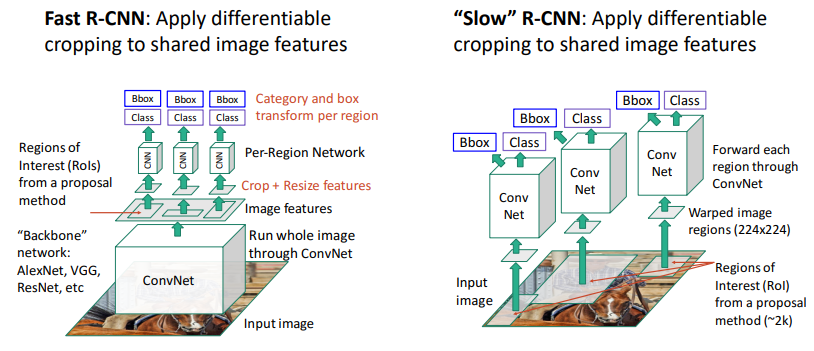 Fast R-CNN: Apply differentiable
cropping to shared image features
Bbox
Bbox
Bbox
Class
Class
Class
Category and box
transform per region
CNN
CNN
CNN
Per-Region Network
Regions of
Interest (RoIs)
from a proposal
method
Crop + Resize features
Image features
"Backbone"
network:
AlexNet, VGG,
ResNet, etc
Run whole image
through ConvNet
ConvNet
Input image
“Slow” R-CNN: Apply differentiable
cropping to shared image features
Bbox
Class
Bbox
Class
Bbox
Class
Conv
Net
Conv
Net
Conv
Net
Forward each
region through
ConvNet
Warped image
regions (224x224)
Input
image
Regions of
Interest (RoI)
from a proposal
method (~2k)